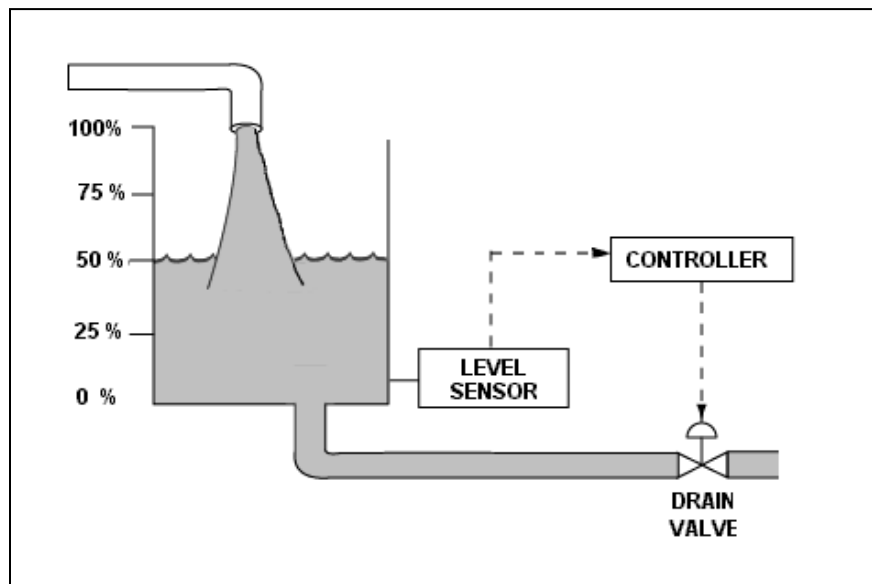 100%
75 %
50 %
25 %
0 %
CONTROLLER
LEVEL
SENSOR
DRAIN
VALVE